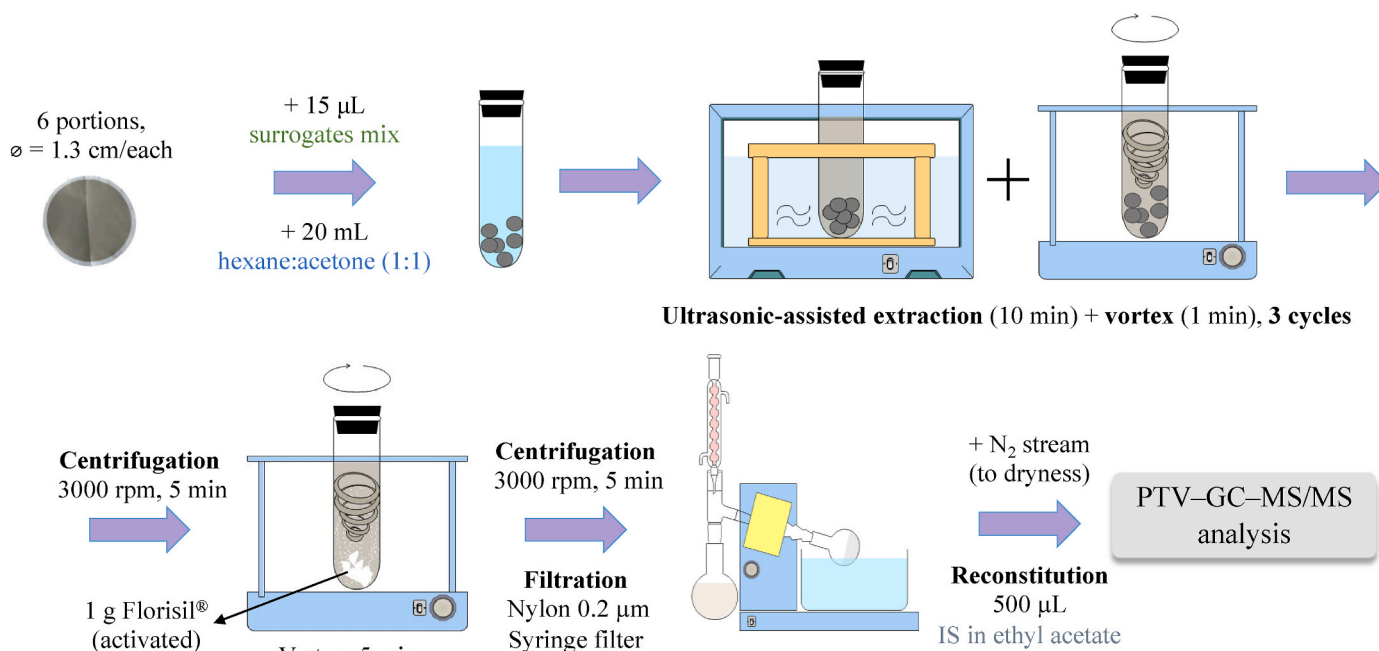 6 portions,
⌀ = 1.3 cm/each
+ 15 μL
surrogates mix
+ 20 mL
hexane:acetone (1:1)
Ultrasonic-assisted extraction (10 min) + vortex (1 min), 3 cycles
Centrifugation
3000 rpm, 5 min
1 g Florisil®
(activated)
Centrifugation
3000 rpm, 5 min
Filtration
Nylon 0.2 μm
Syringe filter
+ N₂ stream
(to dryness)
Reconstitution
500 μL
IS in ethyl acetate
PTV–GC–MS/MS
analysis